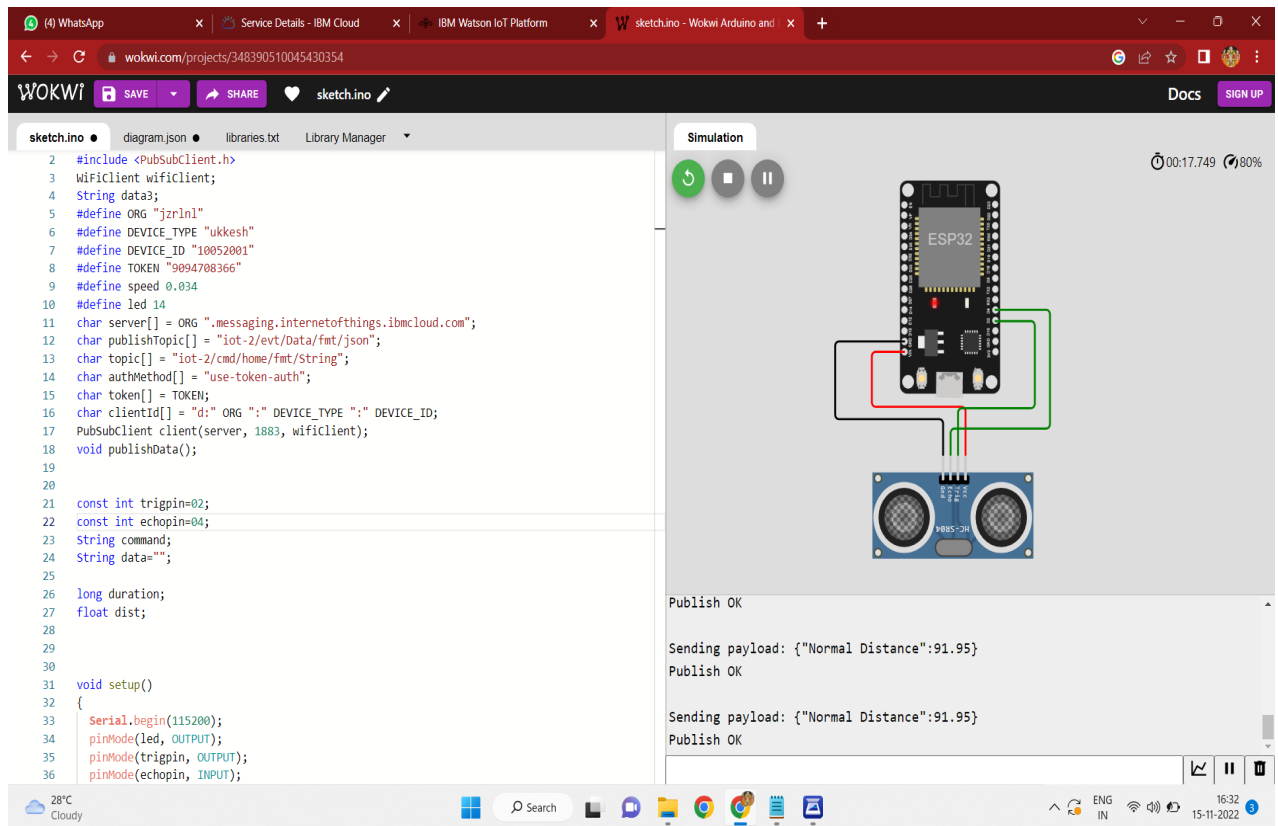 (4) WhatsApp
Service Details - IBM Cloud
IBM Watson IoT Platform
sketch.ino - Wokwi Arduino and
wokwi.com/projects/348390510045430354
WOKWi
SAVE
SHARE
sketch.ino
Docs
SIGN UP
sketch.ino
diagram.json
libraries.txt
Library Manager
2 #include <PubSubClient.h>
3 WiFiClient wifiClient;
4 String data3;
5 #define ORG "jzrlnl"
6 #define DEVICE_TYPE "ukkesh"
7 #define DEVICE_ID "10052001"
8 #define TOKEN "9094708366"
9 #define speed 0.034
10 #define led 14
11 char server[] = ORG ".messaging.internetofthings.ibmcloud.com";
12 char publishTopic[] = "iot-2/evt/Data/fmt/json";
13 char topic[] = "iot-2/cmd/home/fmt/String";
14 char authMethod[] = "use-token-auth";
15 char token[] = TOKEN;
16 char clientId[] = "d:" ORG ":" DEVICE_TYPE ":" DEVICE_ID;
17 PubSubClient client(server, 1883, wifiClient);
18 void publishData();
19
20
21 const int trigpin=02;
22 const int echopin=04;
23 String command;
24 String data="";
25
26 long duration;
27 float dist;
28
29
30
31 void setup()
32 {
33 Serial.begin(115200);
34 pinMode(led, OUTPUT);
35 pinMode(trigpin, OUTPUT);
36 pinMode(echopin, INPUT);
Simulation
00:17.749 80%
ESP32
Gnd Echo Trig Vcc
HC-SR04
Publish OK
Sending payload: {"Normal Distance":91.95}
Publish OK
Sending payload: {"Normal Distance":91.95}
Publish OK
28°C
Cloudy
Search
ENG
IN
16:32
15-11-2022
3